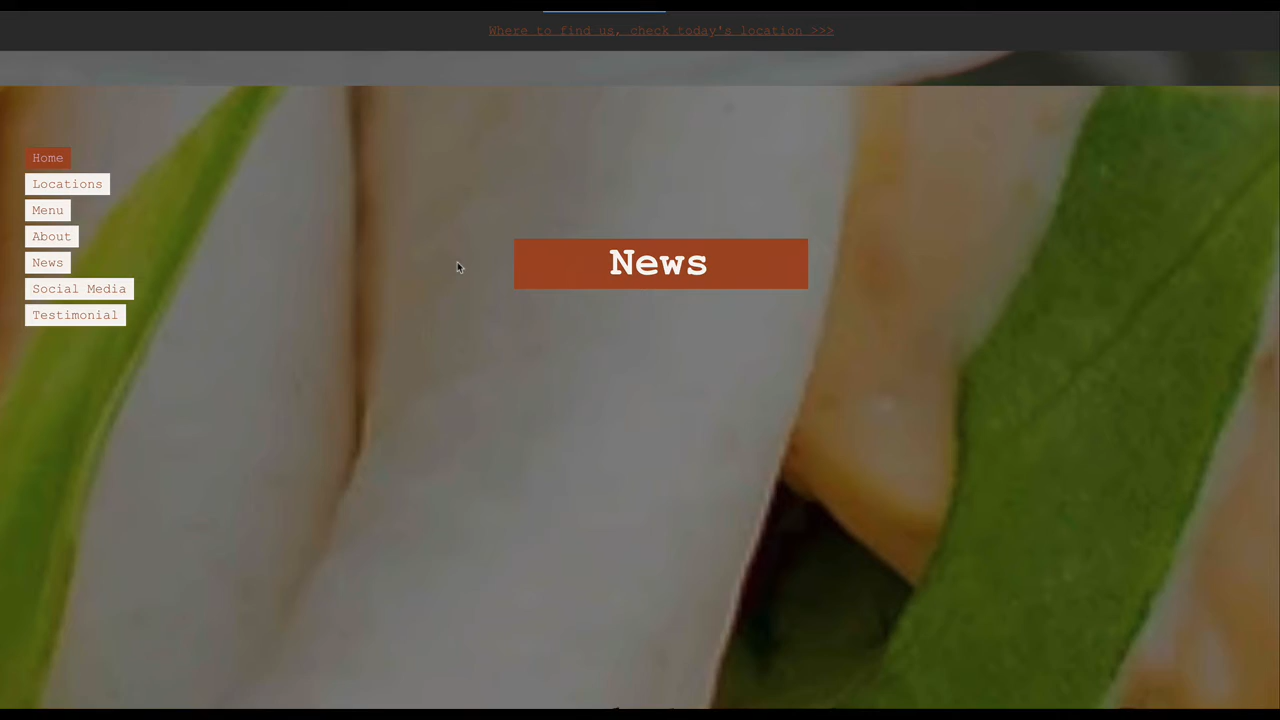 Where to find us, check today's location >>>
Home
Locations
Menu
About
News
Social Media
Testimonial
News